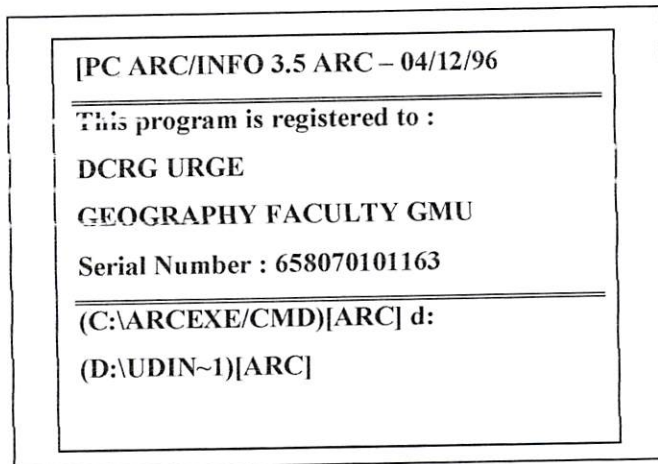 [PC ARC/INFO 3.5 ARC – 04/12/96
This program is registered to :
DCRG URGE
GEOGRAPHY FACULTY GMU
Serial Number : 658070101163
(C:\ARCEXE/CMD)[ARC] d:
(D:\UDIN~1)[ARC]